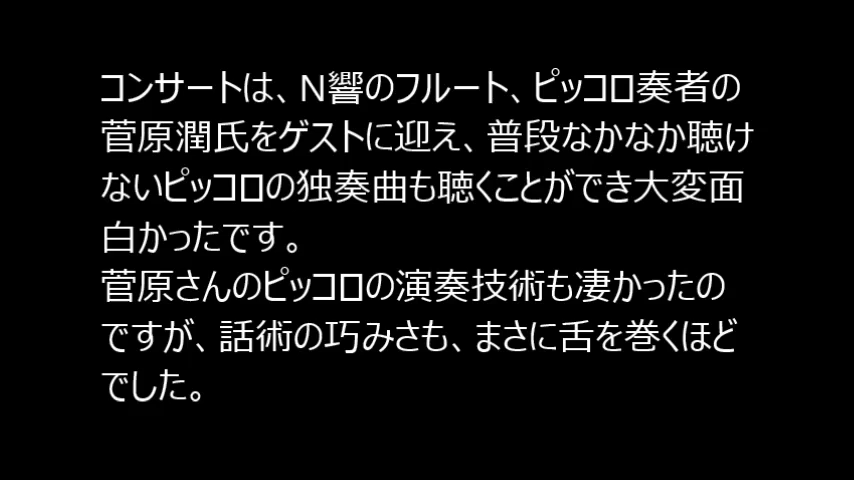 コンサートは、N響のフルート、ピッコロ奏者の
菅原潤氏をゲストに迎え、普段なかなか聴け
ないピッコロの独奏曲も聴くことができ大変面
白かったです。
菅原さんのピッコロの演奏技術も凄かったの
ですが、話術の巧みさも、まさに舌を巻くほど
でした。